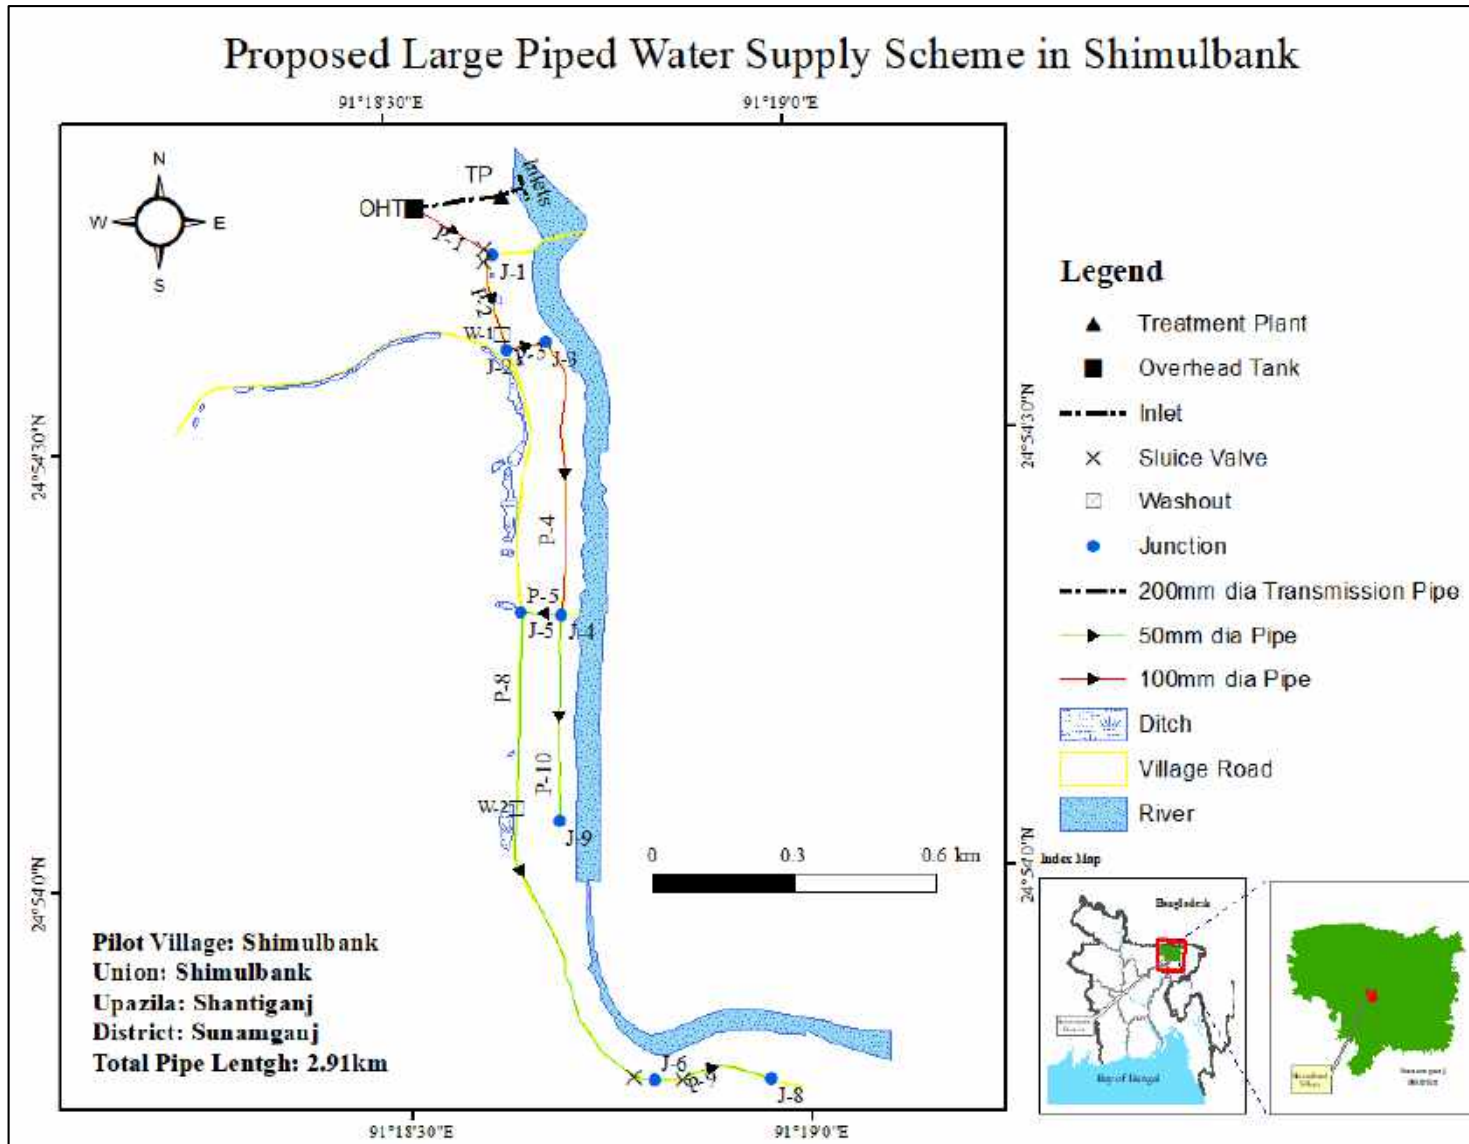 Proposed Large Piped Water Supply Scheme in Shimulbank
91°18'30"E
91°19'0"E
N
W
E
S
TP
Inlets
OHT
P-1
J-1
P-2
W-1
J-2
J-3
24°54'30"N
24°54'30"N
P-4
P-5
J-5
J-4
P-8
P-10
W-2
J-9
24°54'0"N
24°54'0"N
0
0.3
0.6 km
J-6
P-9
J-8
Pilot Village: Shimulbank
Union: Shimulbank
Upazila: Shantiganj
District: Sunamganj
Total Pipe Lentgh: 2.91km
91°18'30"E
91°19'0"E
Legend
Treatment Plant
Overhead Tank
Inlet
Sluice Valve
Washout
Junction
200mm dia Transmission Pipe
50mm dia Pipe
100mm dia Pipe
Ditch
Village Road
River
Index Map
Bangladesh
Bay of Bengal